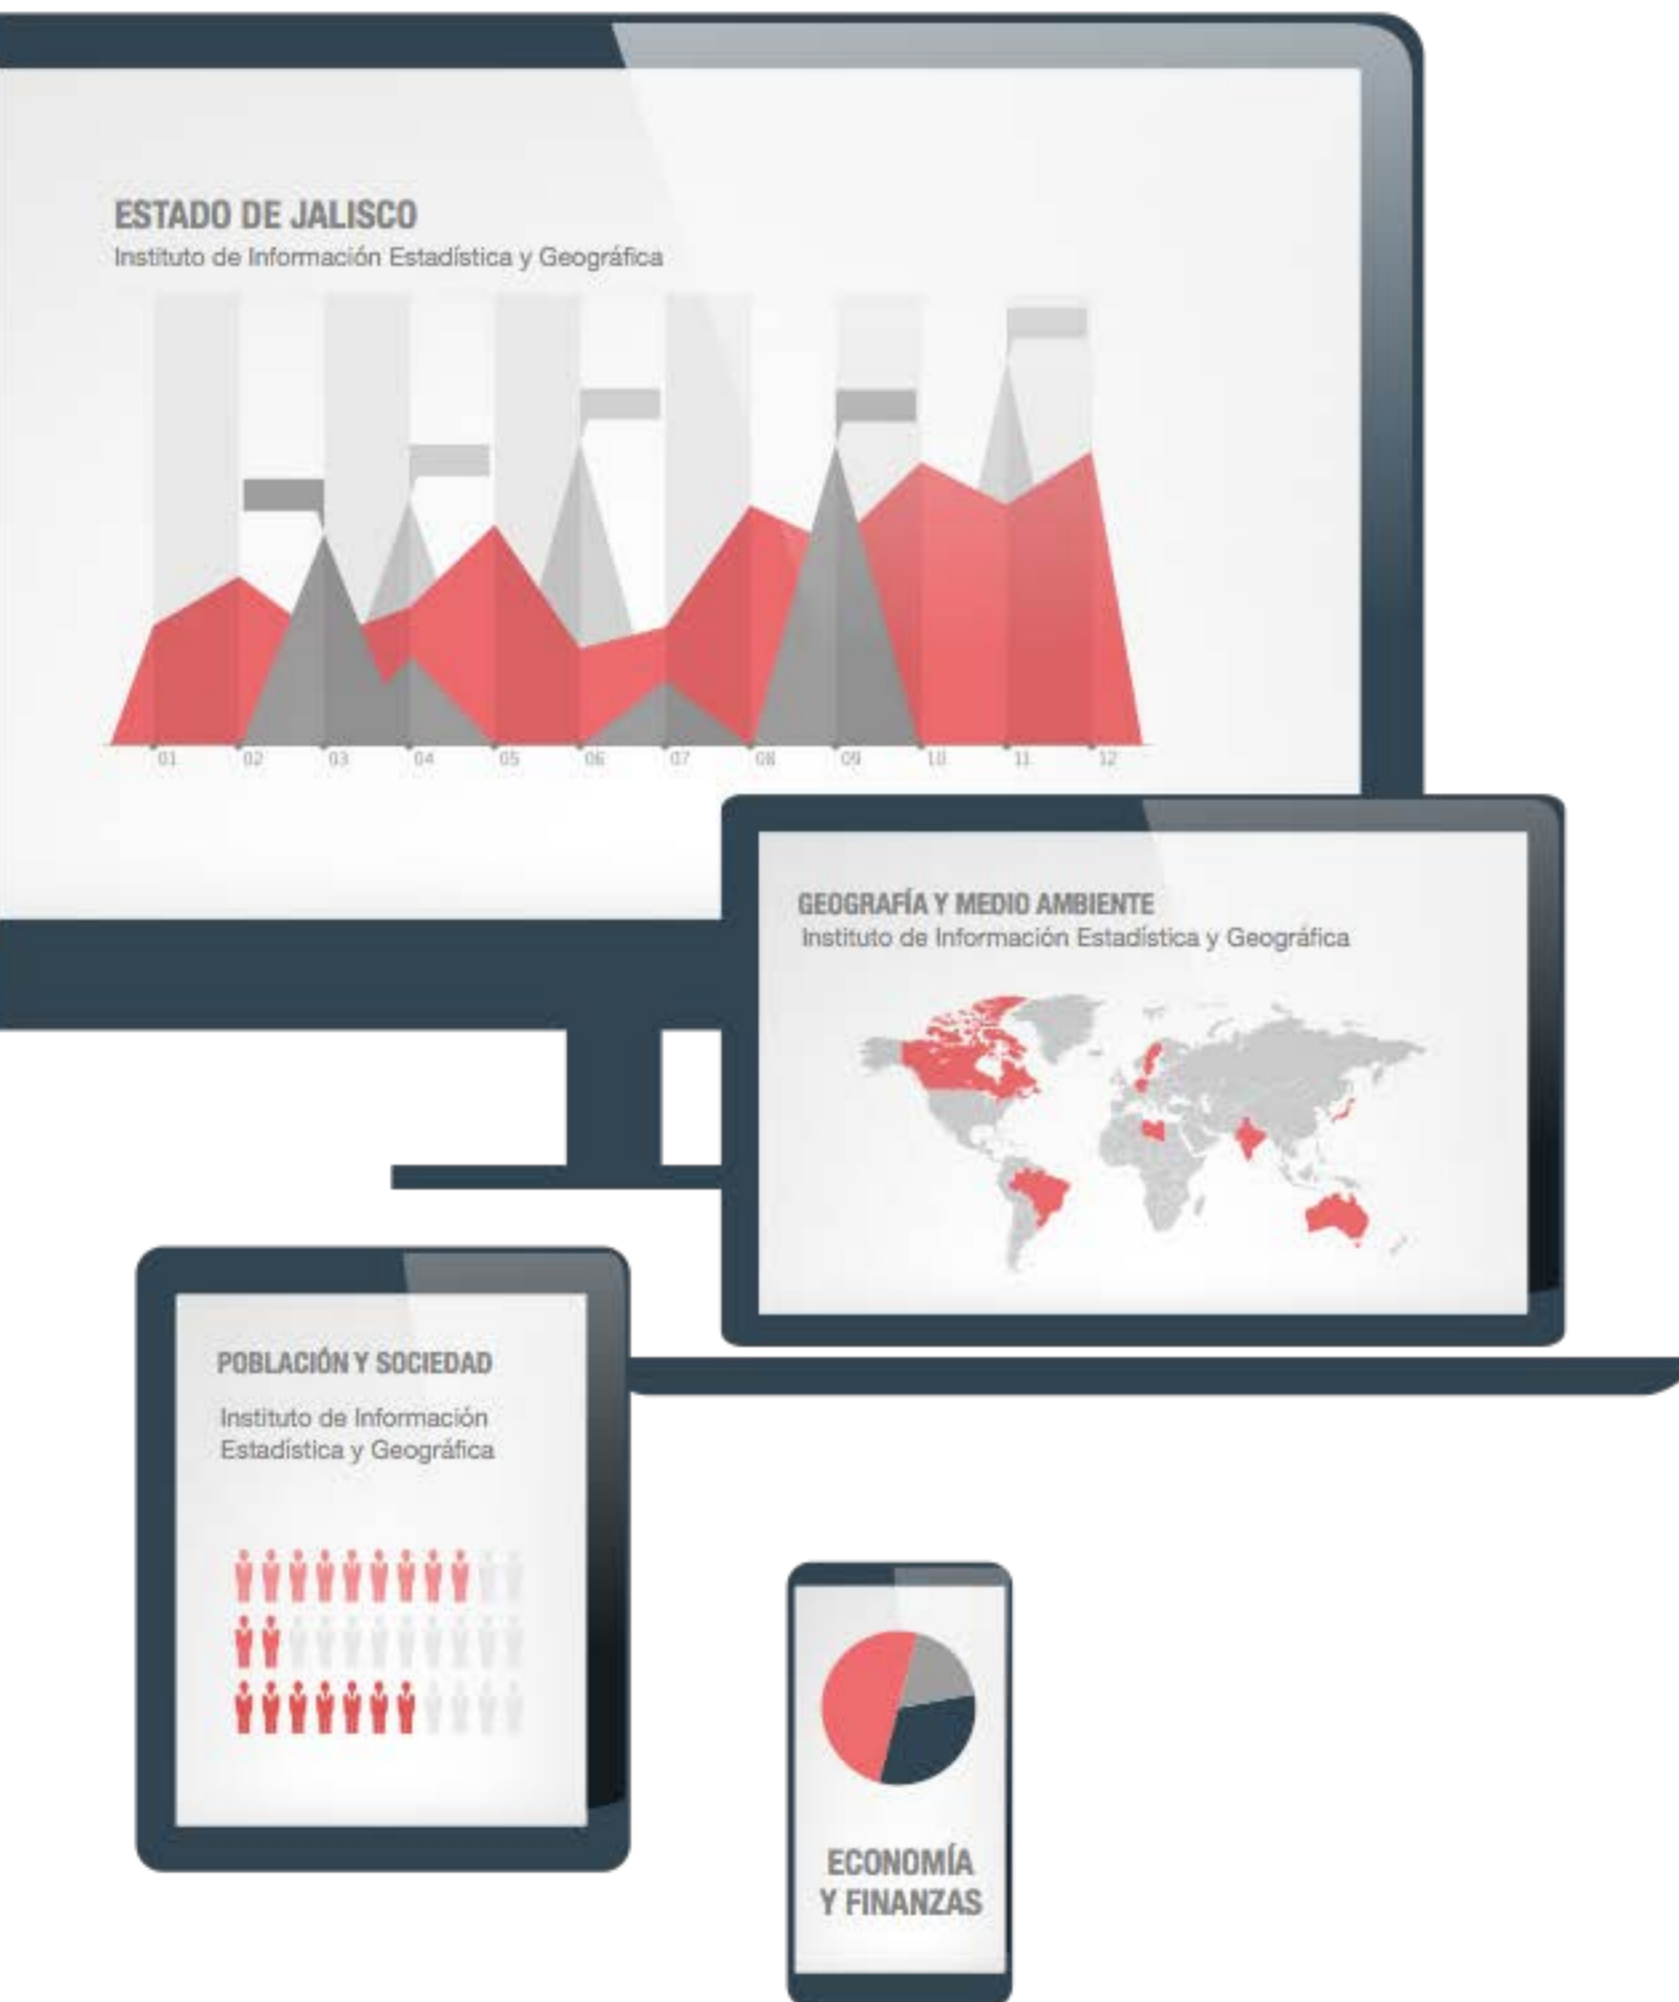 ESTADO DE JALISCO
Instituto de Información Estadística y Geográfica
01 02 03 04 05 06 07 08 09 10 11 12
GEOGRAFÍA Y MEDIO AMBIENTE
Instituto de Información Estadística y Geográfica
POBLACIÓN Y SOCIEDAD
Instituto de Información
Estadística y Geográfica
ECONOMÍA
Y FINANZAS